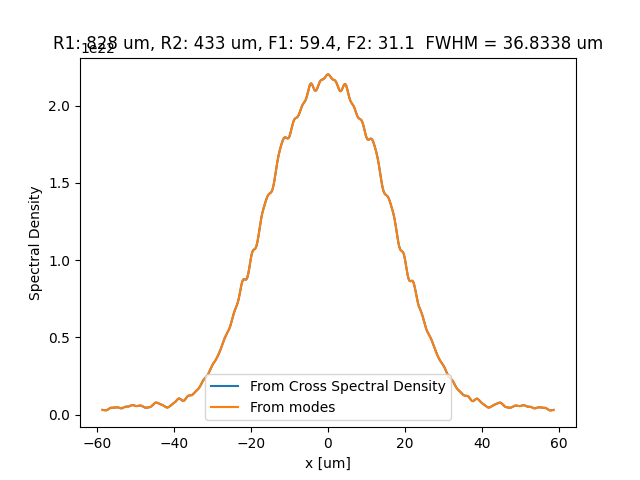 R1: 828 um, R2: 433 um, F1: 59.4, F2: 31.1  FWHM = 36.8338 um
1e22
Spectral Density
2.0
1.5
1.0
0.5
0.0
From Cross Spectral Density
From modes
−60 −40 −20 0 20 40 60
x [um]